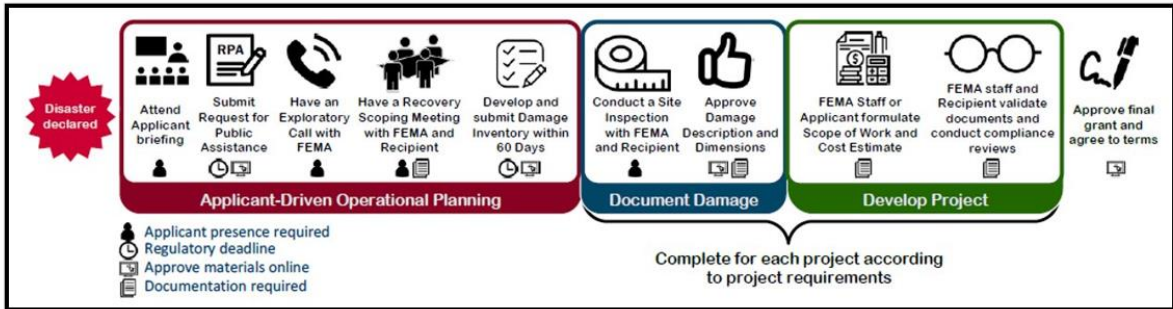 Disaster
declared
Attend
Applicant
briefing
RPA
Submit
Request for
Public
Assistance
Have an
Exploratory
Call with
FEMA
Have a Recovery
Scoping Meeting
with FEMA and
Recipient
Develop and
submit Damage
Inventory within
60 Days
Applicant-Driven Operational Planning
Conduct a Site
Inspection
with FEMA
and Recipient
Approve
Damage
Description and
Dimensions
Document Damage
FEMA Staff or
Applicant formulate
Scope of Work and
Cost Estimate
FEMA staff and
Recipient validate
documents and
conduct compliance
reviews
Develop Project
Approve final
grant and
agree to terms
Applicant presence required
Regulatory deadline
Approve materials online
Documentation required
Complete for each project according
to project requirements